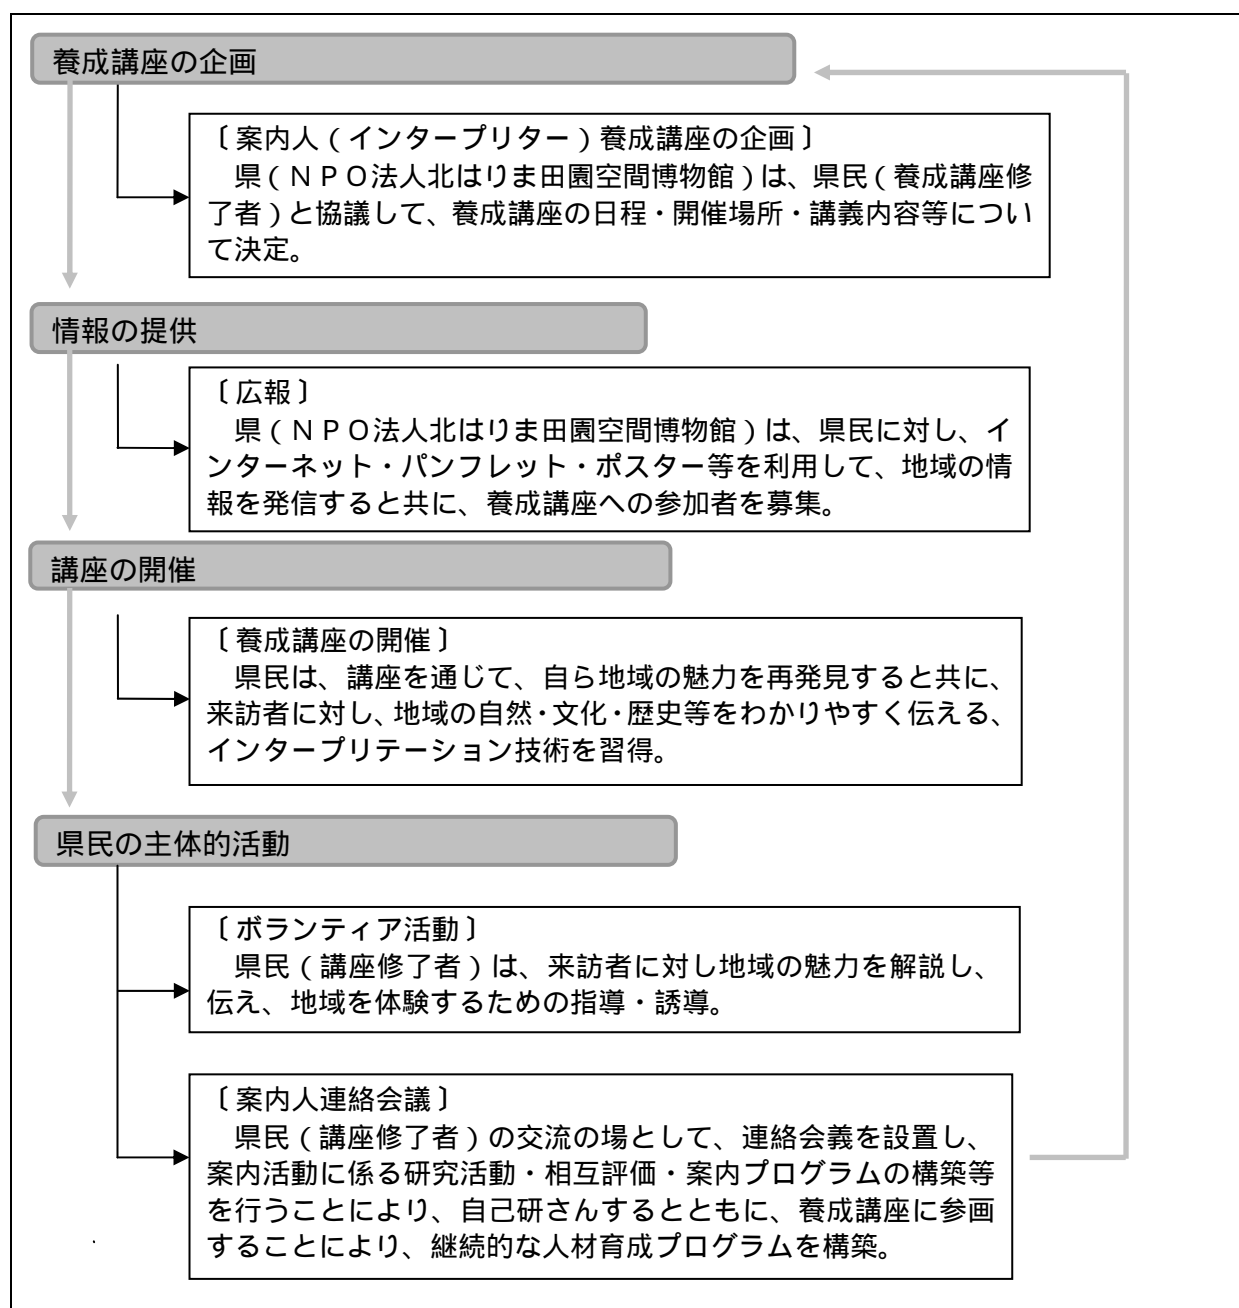 養成講座の企画
〔案内人（インタープリター）養成講座の企画〕
県（ＮＰＯ法人北はりま田園空間博物館）は、県民（養成講座修
了者）と協議して、養成講座の日程・開催場所・講義内容等につい
て決定。
情報の提供
〔広報〕
県（ＮＰＯ法人北はりま田園空間博物館）は、県民に対し、イ
ンターネット・パンフレット・ポスター等を利用して、地域の情
報を発信すると共に、養成講座への参加者を募集。
講座の開催
〔養成講座の開催〕
県民は、講座を通じて、自ら地域の魅力を再発見すると共に、
来訪者に対し、地域の自然・文化・歴史等をわかりやすく伝える、
インタープリテーション技術を習得。
県民の主体的活動
〔ボランティア活動〕
県民（講座修了者）は、来訪者に対し地域の魅力を解説し、
伝え、地域を体験するための指導・誘導。
〔案内人連絡会議〕
県民（講座修了者）の交流の場として、連絡会義を設置し、
案内活動に係る研究活動・相互評価・案内プログラムの構築等
を行うことにより、自己研さんするとともに、養成講座に参画
することにより、継続的な人材育成プログラムを構築。